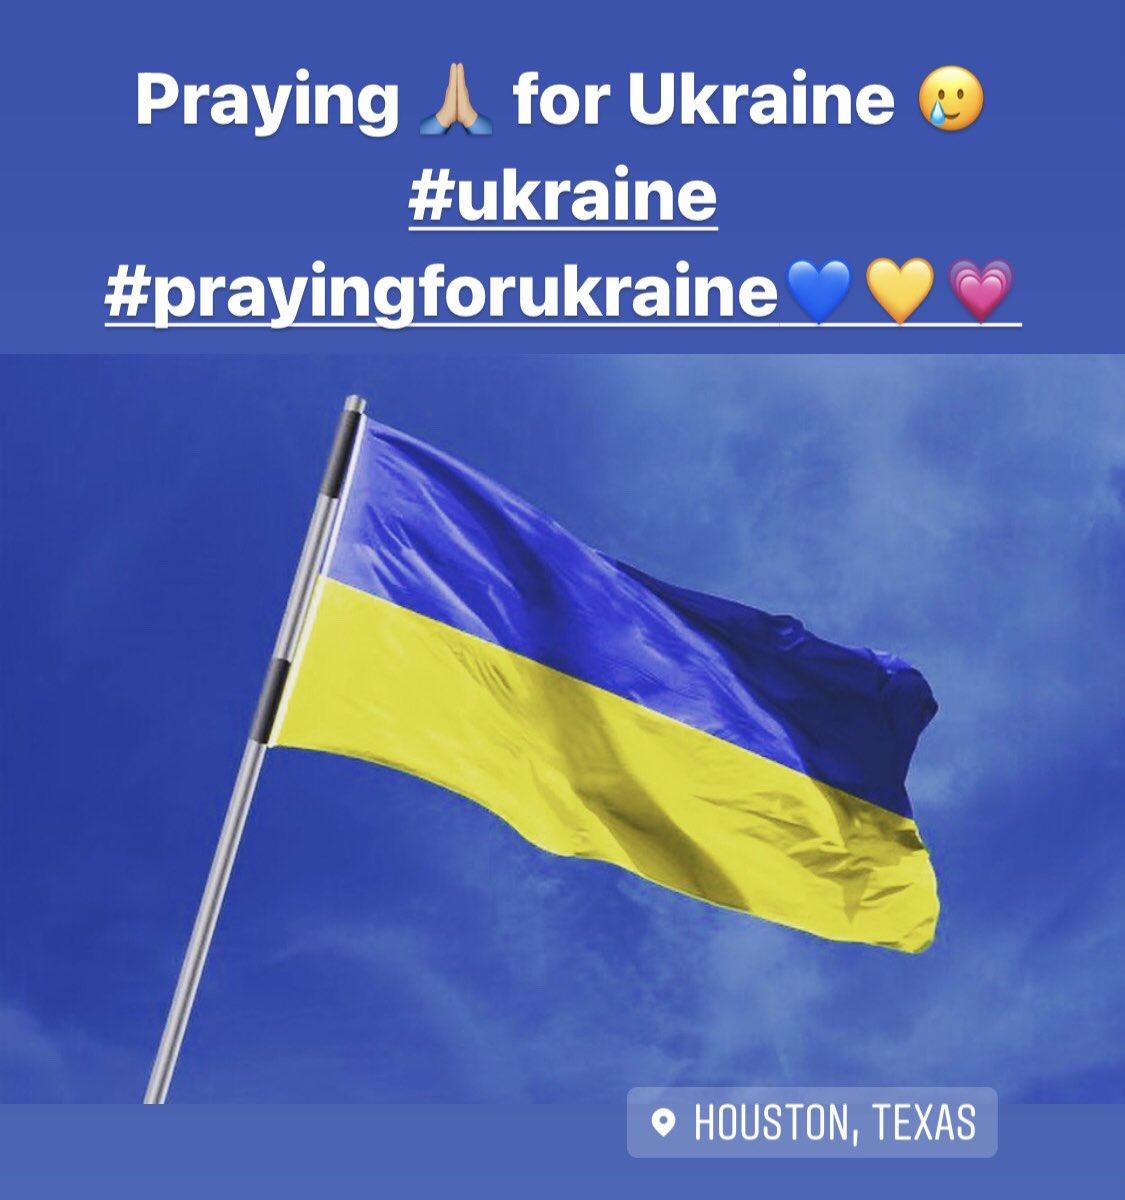 Praying 🙏🏼 for Ukraine 🥲
#ukraine
#prayingforukraine💙💛💗
HOUSTON, TEXAS